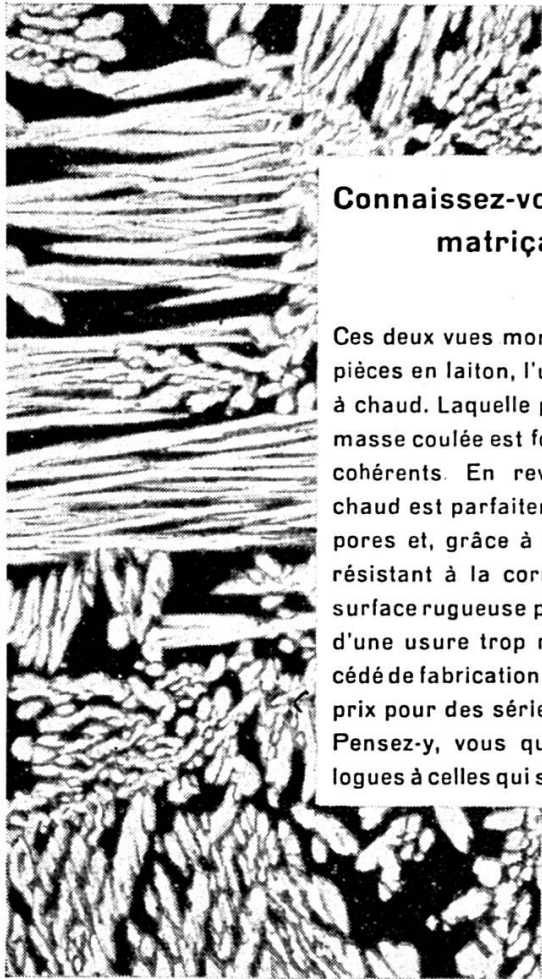 Connaissez-vo
matriça
Ces deux vues mor
pièces en laiton, l'u
à chaud. Laquelle p
masse coulée est fo
cohérents. En rev
chaud est parfaiter
pores et, grâce à
résistant à la corr
surface rugueuse p
d'une usure trop r
cédé de fabrication
prix pour des série
Pensez-y, vous qu
logues à celles qui s